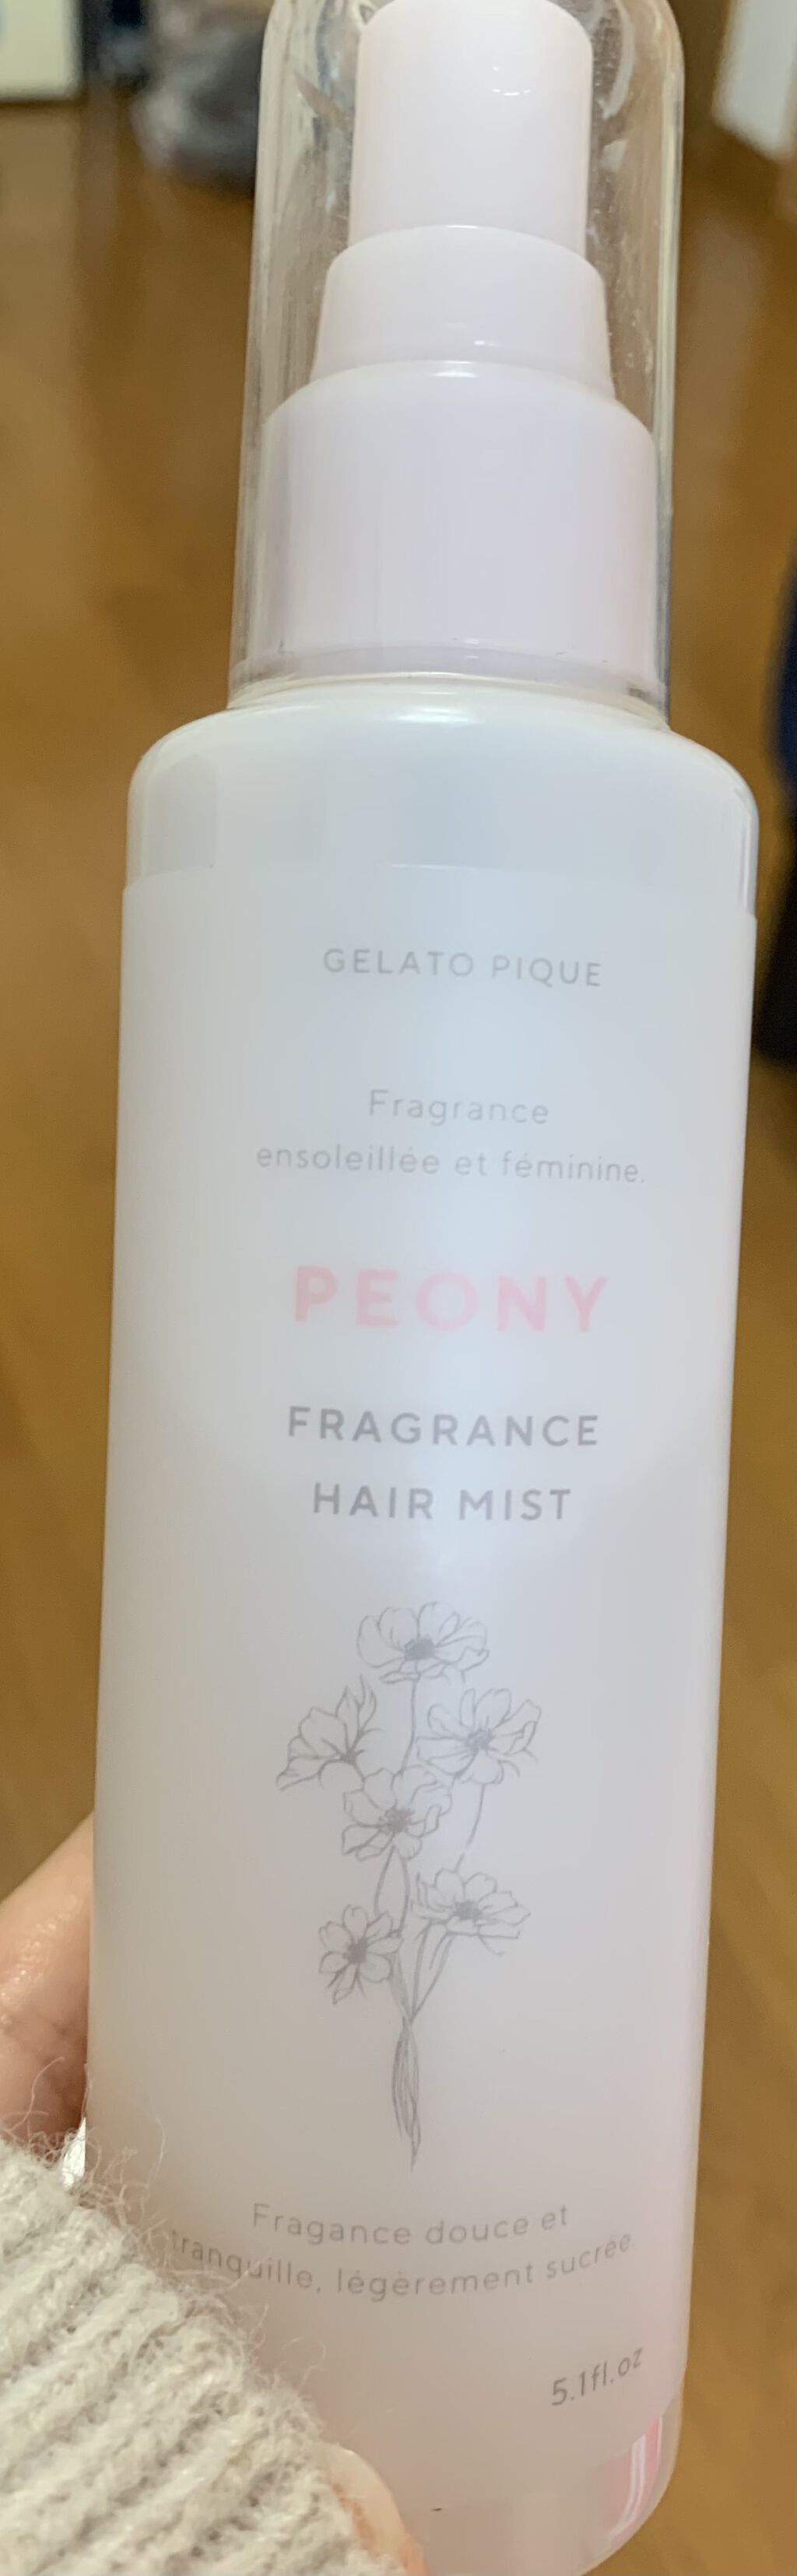 GELATO PIQUE
Fragrance
ensoleillée et féminine.
PEONY
FRAGRANCE
HAIR MIST
Fragance douce et
tranquille, légèrement sucrée.
5.1fl.oz